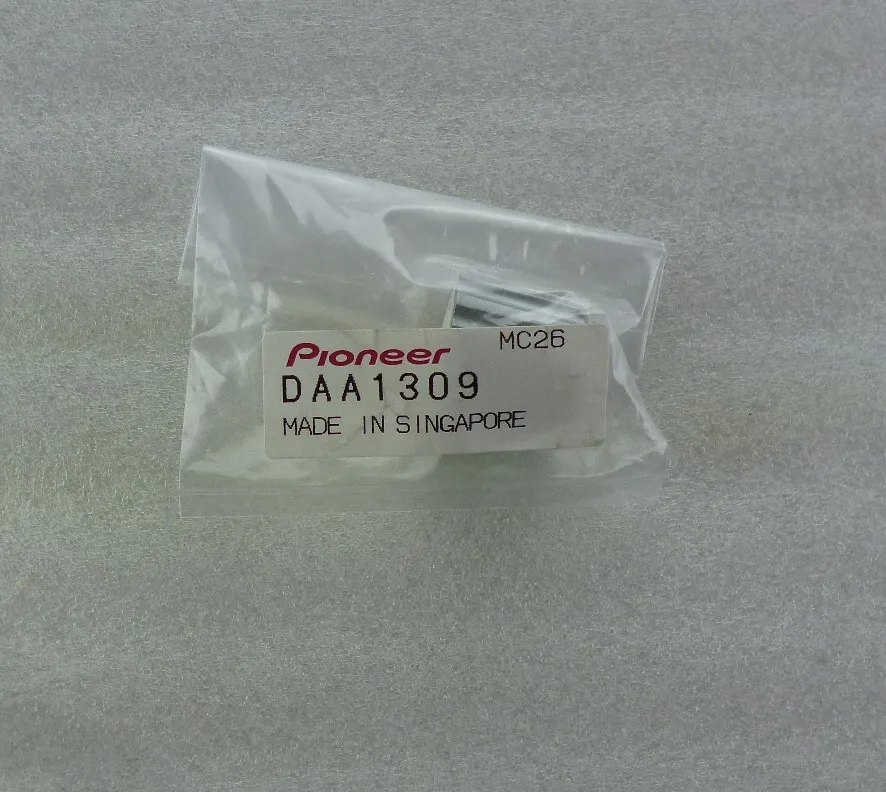 Pioneer MC26
DAA1309
MADE IN SINGAPORE